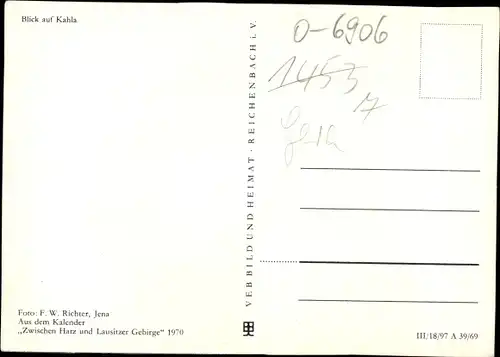 Blick auf Kahla
O-6906
1453
17
VEB BILD UND HEIMAT · REICHENBACH i. V.
Foto: F. W. Richter, Jena
Aus dem Kalender
„Zwischen Harz und Lausitzer Gebirge“ 1970
III/18/97 A 39/69